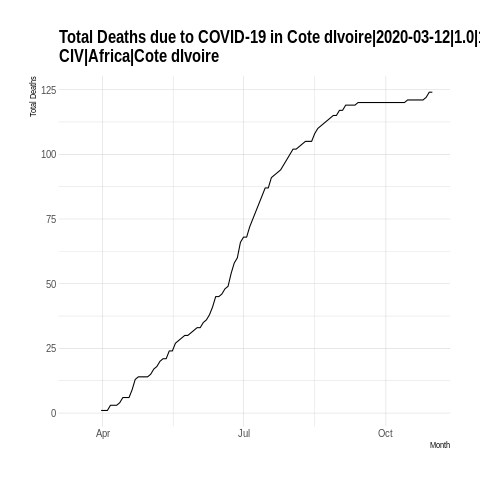 Total Deaths due to COVID-19 in Cote dIvoire|2020-03-12|1.0|
CIV|Africa|Cote dIvoire
Total Deaths
125
100
75
50
25
0
Apr
Jul
Oct
Month